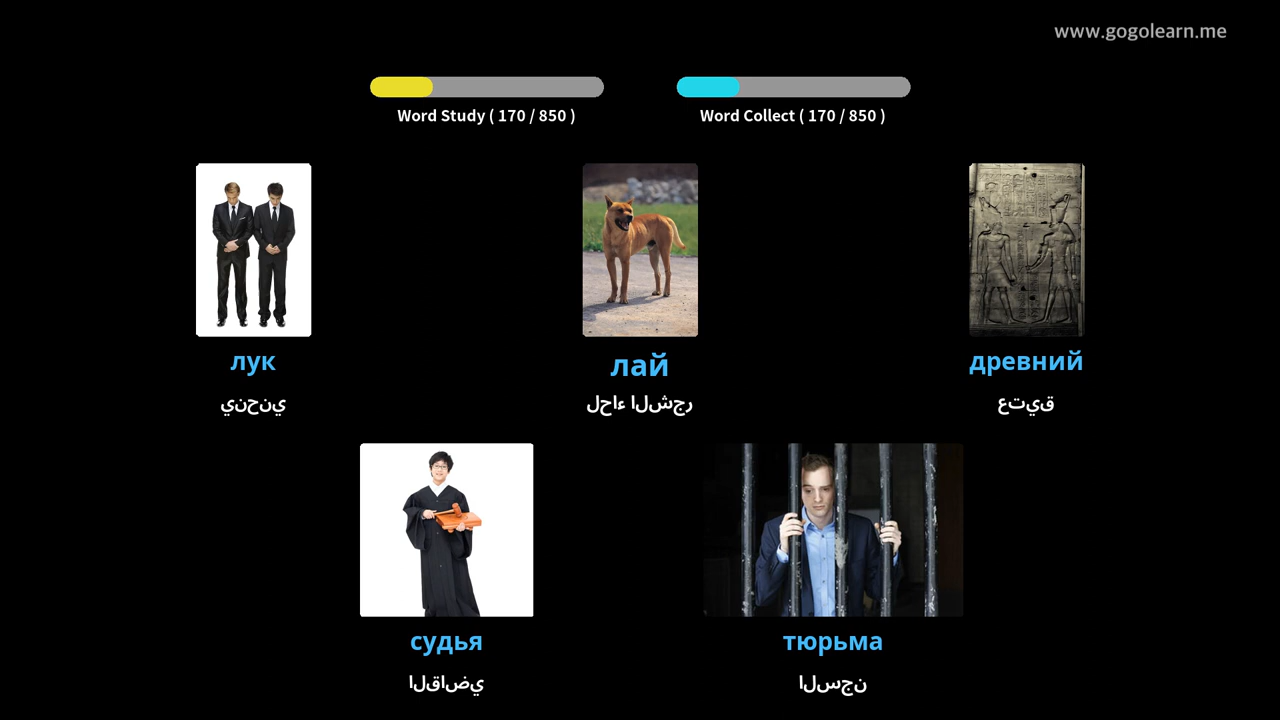 www.gogolearn.me
Word Study ( 170 / 850 )
Word Collect ( 170 / 850 )
лук
ينحني
лай
لحاء الشجر
древний
عتيق
судья
القاضي
тюрьма
السجن